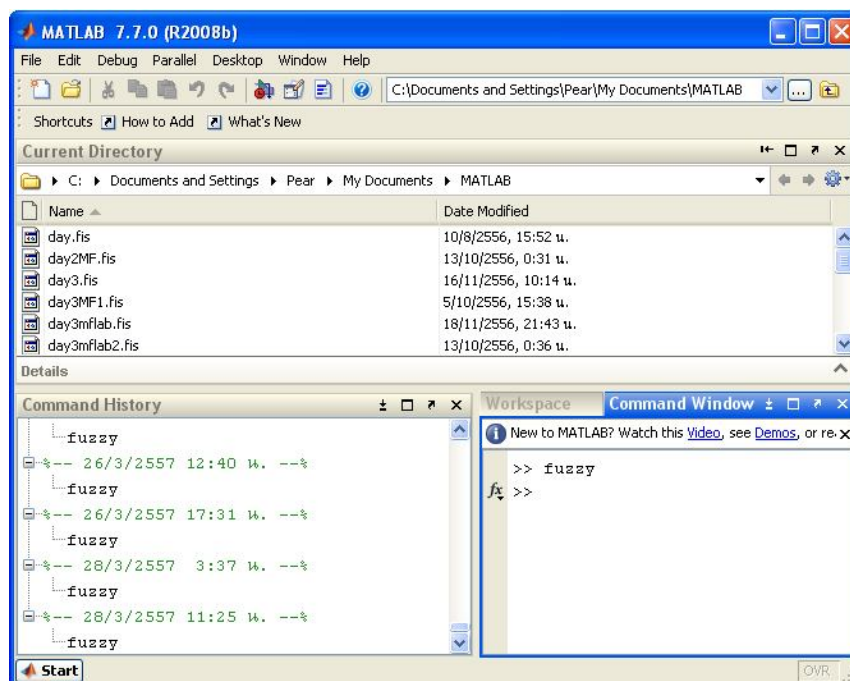 MATLAB 7.7.0 (R2008b)
File Edit Debug Parallel Desktop Window Help
C:\Documents and Settings\Pear\My Documents\MATLAB
Shortcuts How to Add What's New
Current Directory
C: Documents and Settings Pear My Documents MATLAB
Name Date Modified
day.fis 10/8/2556, 15:52 น.
day2MF.fis 13/10/2556, 0:31 น.
day3.fis 16/11/2556, 10:14 น.
day3MF1.fis 5/10/2556, 15:38 น.
day3mflab.fis 18/11/2556, 21:43 น.
day3mflab2.fis 13/10/2556, 0:36 น.
Details
Command History
fuzzy
%-- 26/3/2557 12:40 น. --%
fuzzy
%-- 26/3/2557 17:31 น. --%
fuzzy
%-- 28/3/2557 3:37 น. --%
fuzzy
%-- 28/3/2557 11:25 น. --%
fuzzy
Workspace Command Window
New to MATLAB? Watch this Video, see Demos, or re
>> fuzzy
fx >>
Start
OVR